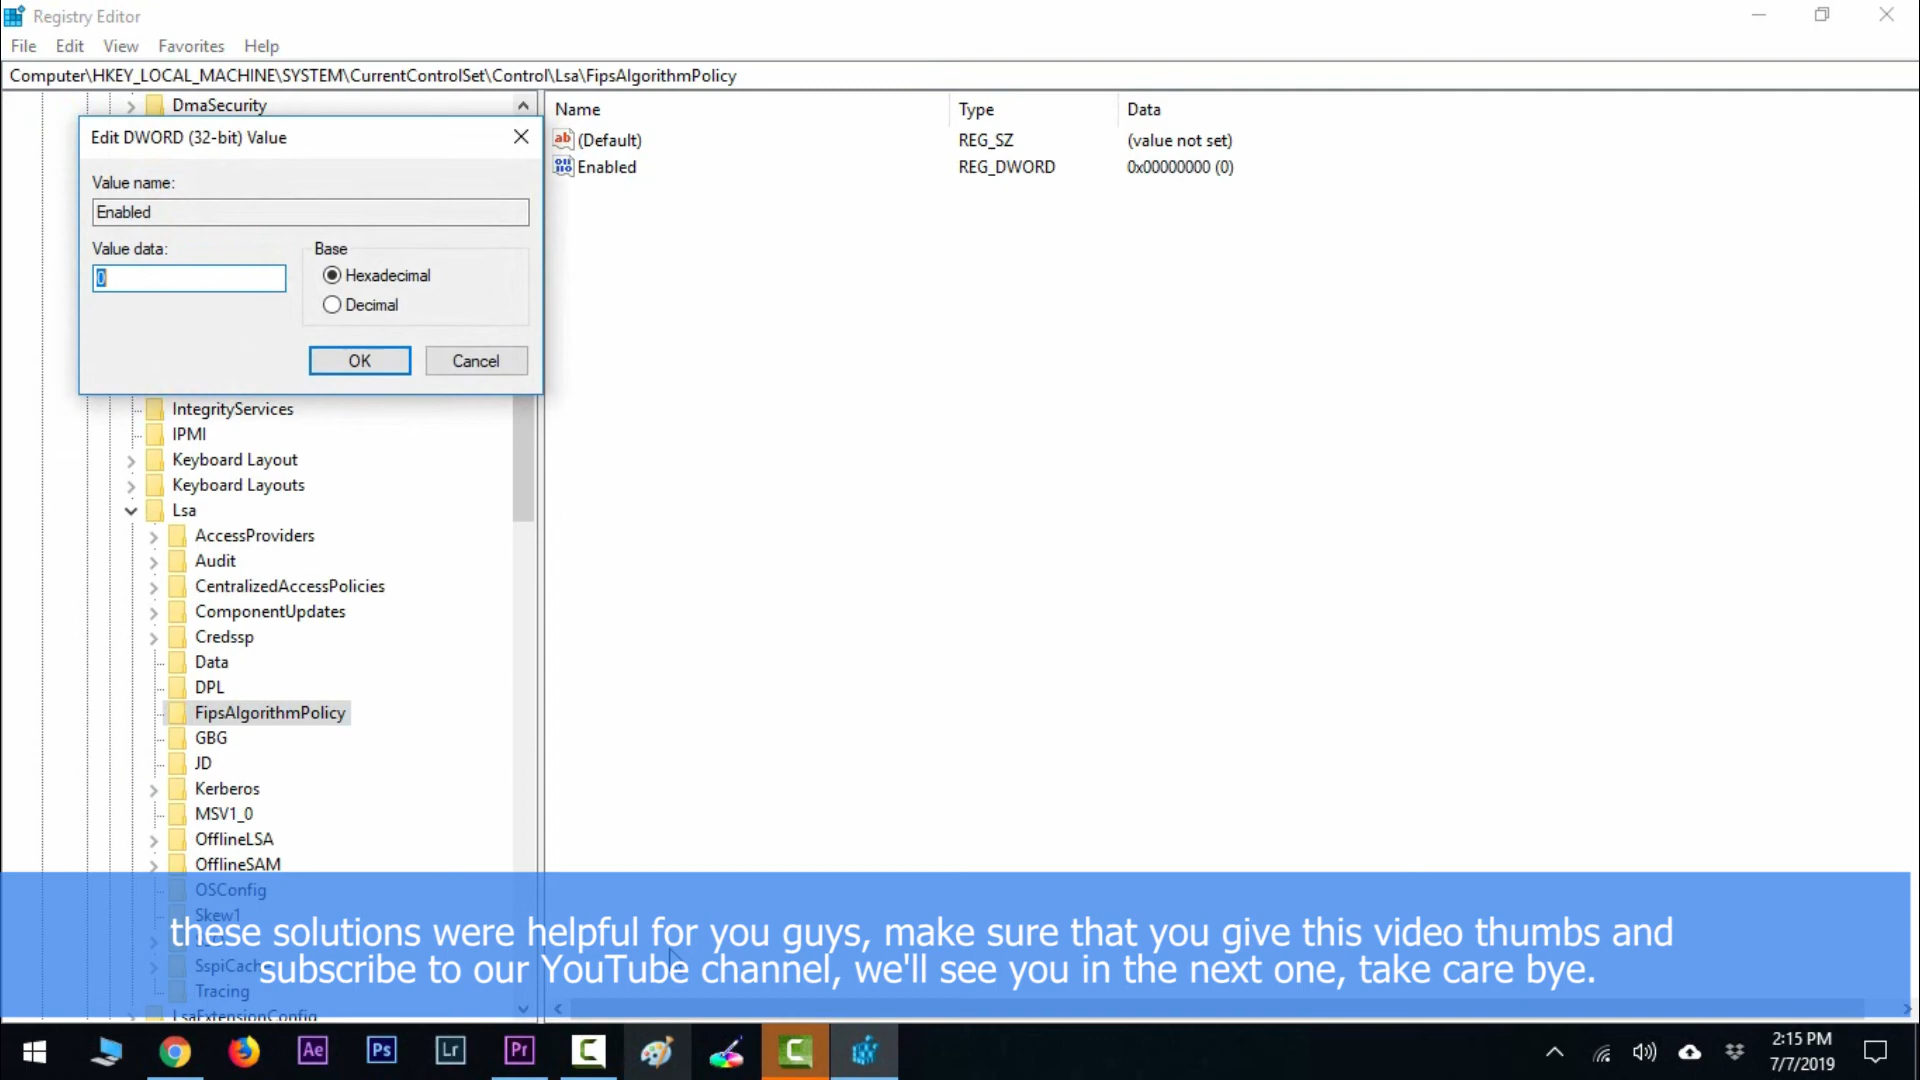 Registry Editor
File Edit View Favorites Help
Computer\HKEY_LOCAL_MACHINE\SYSTEM\CurrentControlSet\Control\Lsa\FipsAlgorithmPolicy
DmaSecurity
Edit DWORD (32-bit) Value
Value name:
Enabled
Value data:
0
Base
Hexadecimal
Decimal
OK Cancel
Name Type Data
(Default) REG_SZ (value not set)
Enabled REG_DWORD 0x00000000 (0)
IntegrityServices
IPMI
Keyboard Layout
Keyboard Layouts
Lsa
AccessProviders
Audit
CentralizedAccessPolicies
ComponentUpdates
Credssp
Data
DPL
FipsAlgorithmPolicy
GBG
JD
Kerberos
MSV1_0
OfflineLSA
OfflineSAM
OSConfig
Skew1
SspiCach
Tracing
LsaExtensionConfig
these solutions were helpful for you guys, make sure that you give this video thumbs and
subscribe to our YouTube channel, we'll see you in the next one, take care bye.
Ae Ps Lr Pr
2:15 PM
7/7/2019